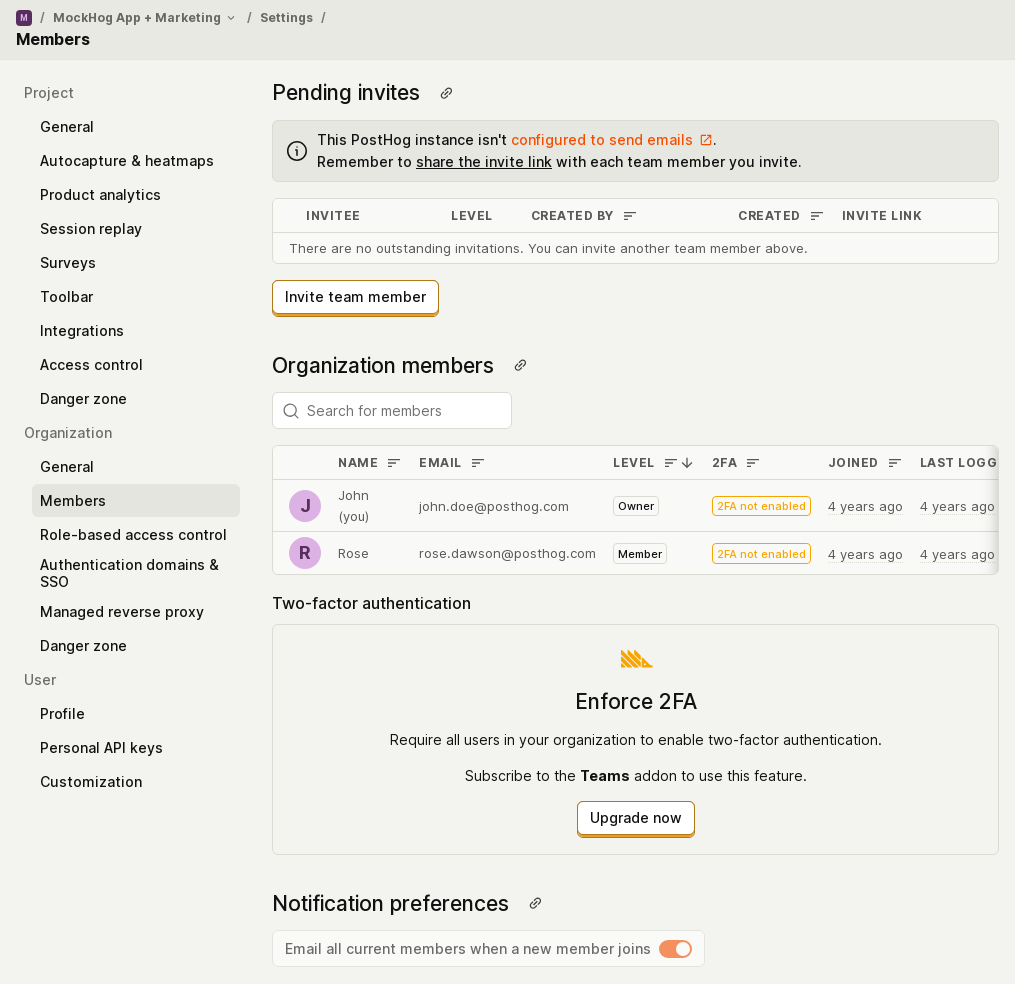 M / MockHog App + Marketing / Settings /
Members
Project
General
Autocapture & heatmaps
Product analytics
Session replay
Surveys
Toolbar
Integrations
Access control
Danger zone
Organization
General
Members
Role-based access control
Authentication domains &
SSO
Managed reverse proxy
Danger zone
User
Profile
Personal API keys
Customization
Pending invites
This PostHog instance isn't configured to send emails.
Remember to share the invite link with each team member you invite.
INVITEE LEVEL CREATED BY CREATED INVITE LINK
There are no outstanding invitations. You can invite another team member above.
Invite team member
Organization members
Search for members
NAME EMAIL LEVEL 2FA JOINED LAST LOGG
J John (you) john.doe@posthog.com Owner 2FA not enabled 4 years ago 4 years ago
R Rose rose.dawson@posthog.com Member 2FA not enabled 4 years ago 4 years ago
Two-factor authentication
Enforce 2FA
Require all users in your organization to enable two-factor authentication.
Subscribe to the Teams addon to use this feature.
Upgrade now
Notification preferences
Email all current members when a new member joins